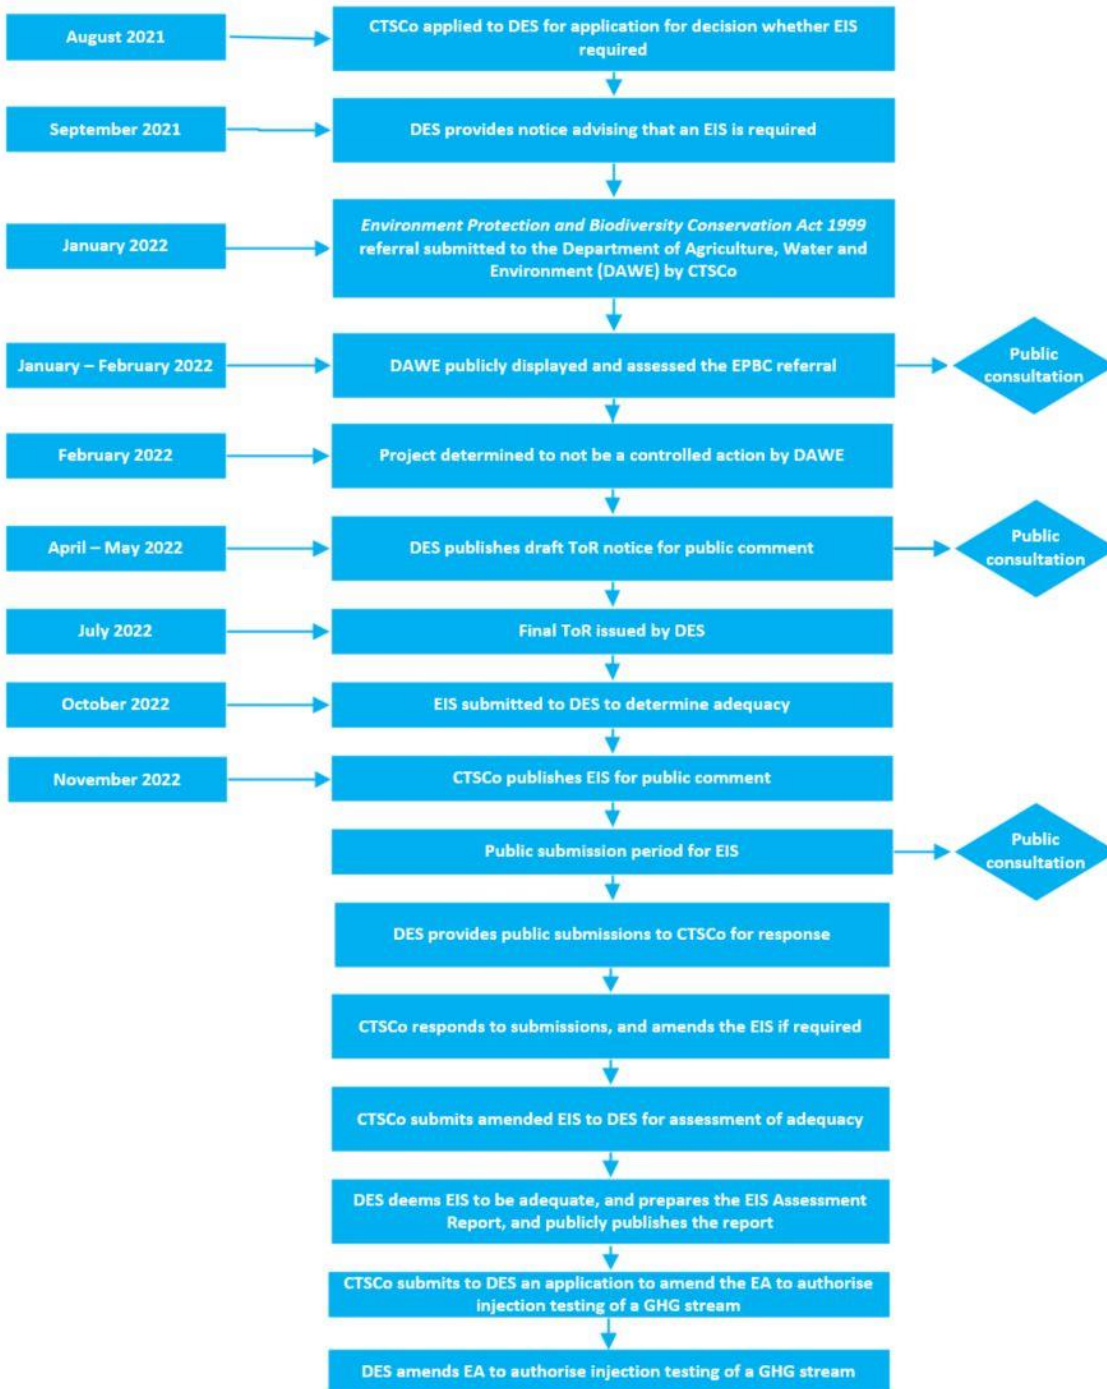 August 2021
CTSCo applied to DES for application for decision whether EIS
required
September 2021
DES provides notice advising that an EIS is required
January 2022
Environment Protection and Biodiversity Conservation Act 1999
referral submitted to the Department of Agriculture, Water and
Environment (DAWE) by CTSCo
January – February 2022
DAWE publicly displayed and assessed the EPBC referral
Public
consultation
February 2022
Project determined to not be a controlled action by DAWE
April – May 2022
DES publishes draft ToR notice for public comment
Public
consultation
July 2022
Final ToR issued by DES
October 2022
EIS submitted to DES to determine adequacy
November 2022
CTSCo publishes EIS for public comment
Public submission period for EIS
Public
consultation
DES provides public submissions to CTSCo for response
CTSCo responds to submissions, and amends the EIS if required
CTSCo submits amended EIS to DES for assessment of adequacy
DES deems EIS to be adequate, and prepares the EIS Assessment
Report, and publicly publishes the report
CTSCo submits to DES an application to amend the EA to authorise
injection testing of a GHG stream
DES amends EA to authorise injection testing of a GHG stream